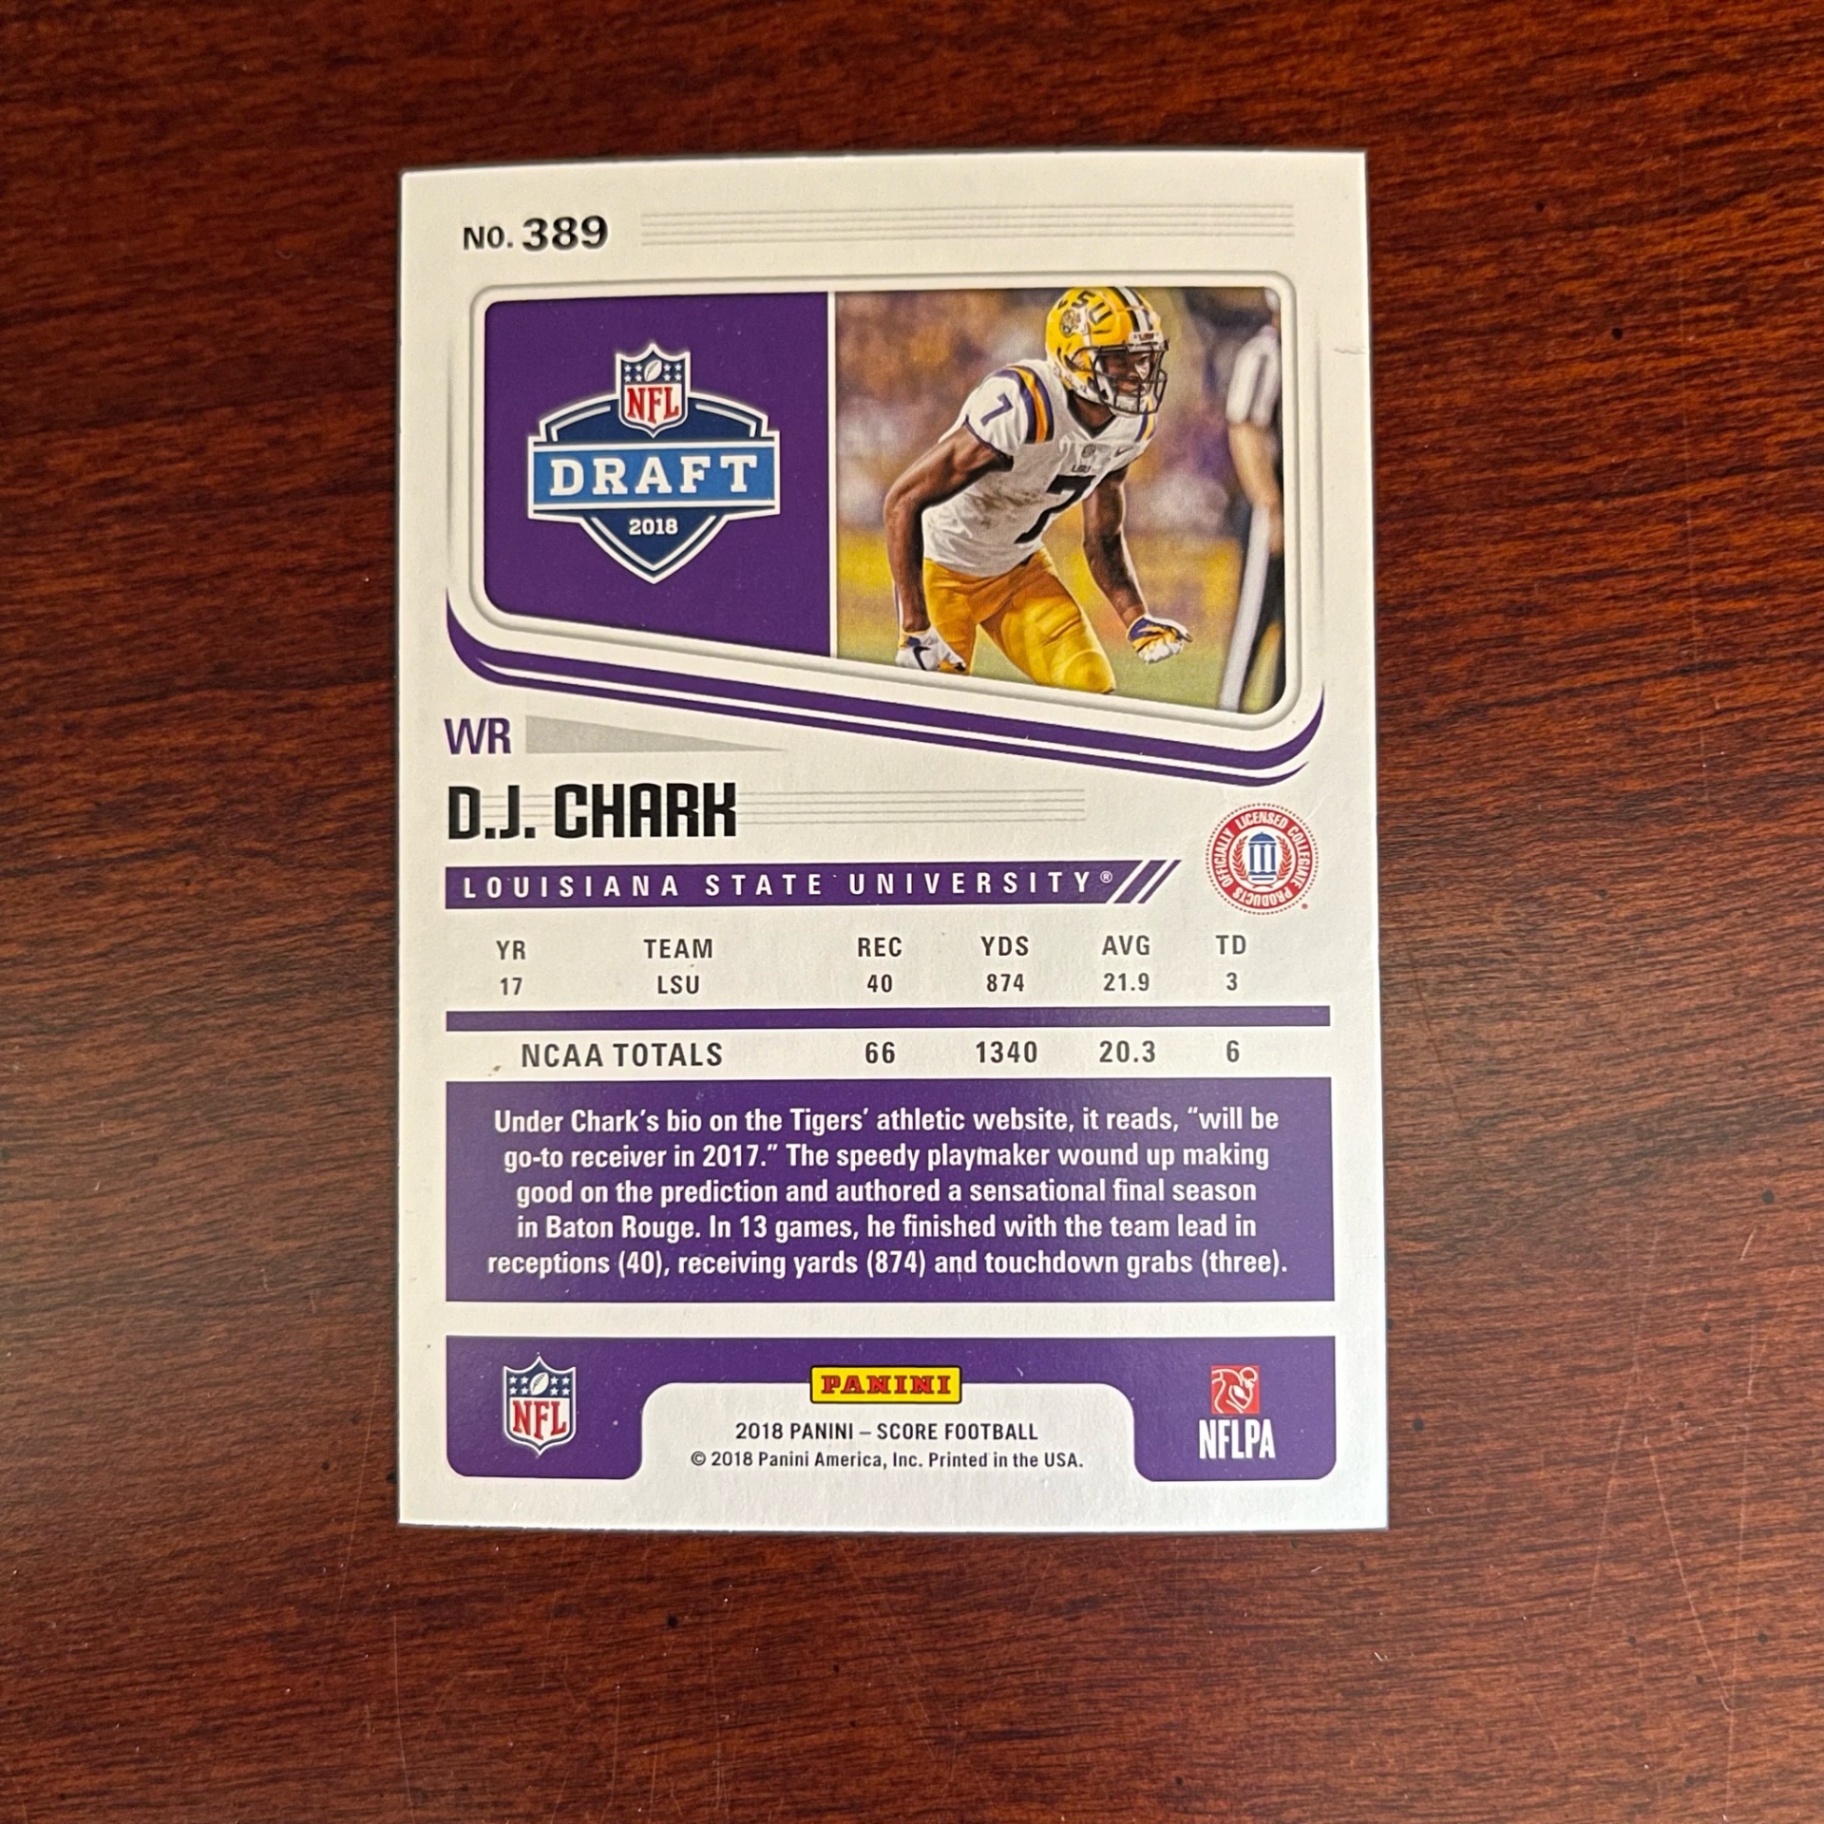 NO. 389
LSU
NFL
DRAFT
2018
7
LSU
7
WR
D.J. CHARK
LOUISIANA STATE UNIVERSITY®
OFFICIALLY LICENSED COLLEGIATE PRODUCTS
YR TEAM REC YDS AVG TD
17 LSU 40 874 21.9 3
NCAA TOTALS 66 1340 20.3 6
Under Chark's bio on the Tigers' athletic website, it reads, "will be
go-to receiver in 2017." The speedy playmaker wound up making
good on the prediction and authored a sensational final season
in Baton Rouge. In 13 games, he finished with the team lead in
receptions (40), receiving yards (874) and touchdown grabs (three).
NFL
PANINI
NFLPA
2018 PANINI – SCORE FOOTBALL
© 2018 Panini America, Inc. Printed in the USA.